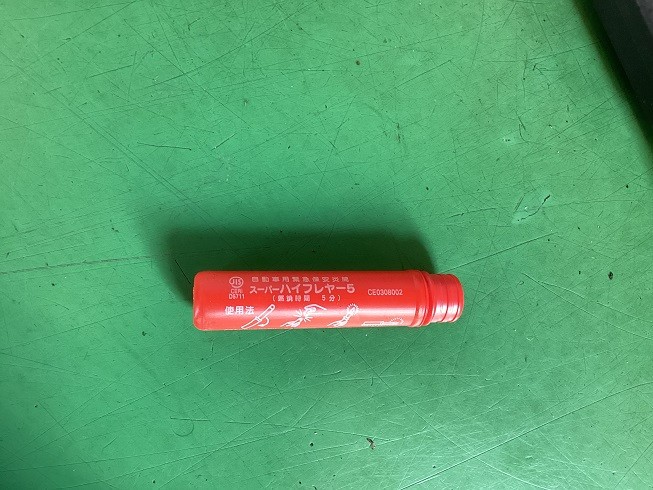 JIS
CERI
D5711
自動車用緊急保安炎筒
スーパーハイフレヤー5
(燃焼時間 5分)
CE0308002
使用法